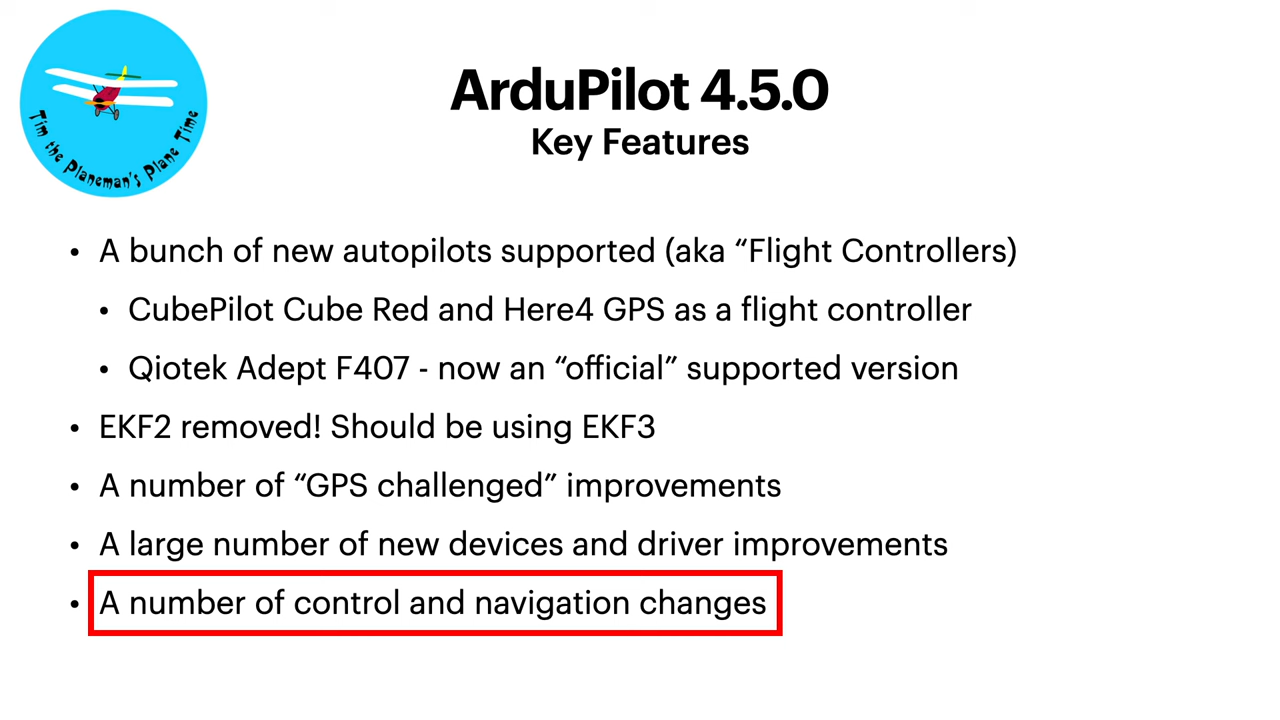 Tim the Planeman's Plane Time
ArduPilot 4.5.0
Key Features
• A bunch of new autopilots supported (aka “Flight Controllers)
• CubePilot Cube Red and Here4 GPS as a flight controller
• Qiotek Adept F407 - now an “official” supported version
• EKF2 removed! Should be using EKF3
• A number of “GPS challenged” improvements
• A large number of new devices and driver improvements
• A number of control and navigation changes